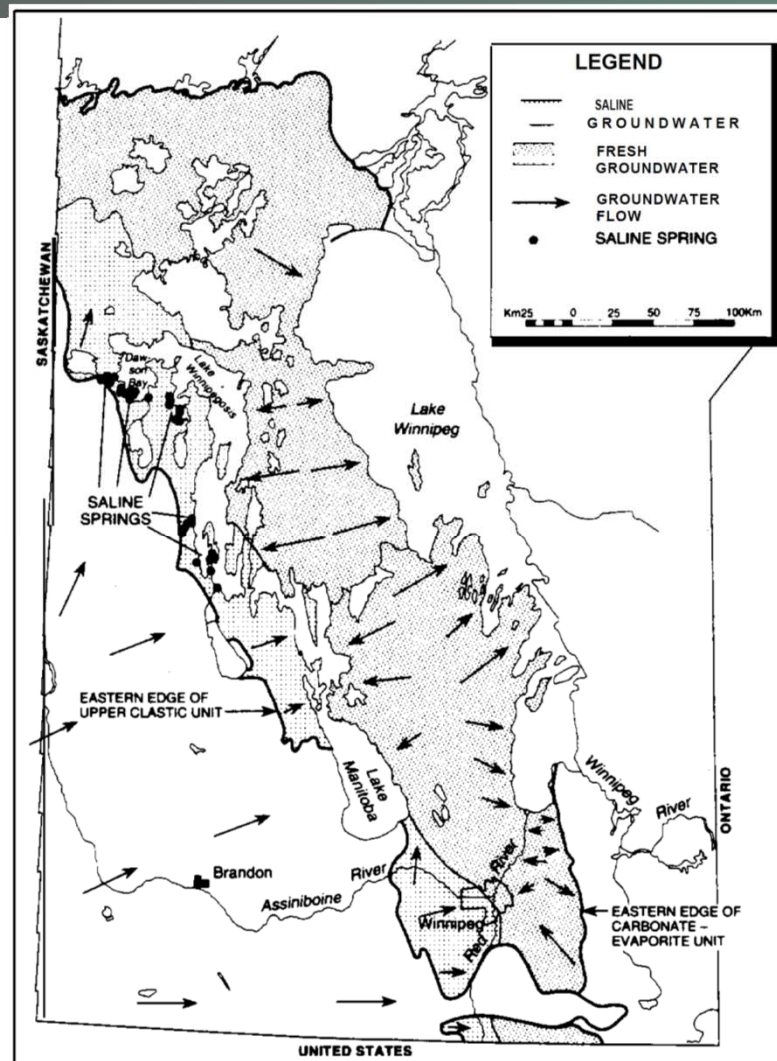 LEGEND
SALINE
GROUNDWATER
FRESH
GROUNDWATER
GROUNDWATER
FLOW
SALINE SPRING
Km25 0 25 50 75 100Km
SASKATCHEWAN
Daw
son
Bay
Lake
Winnipegosis
Lake
Winnipeg
SALINE
SPRINGS
EASTERN EDGE OF
UPPER CLASTIC UNIT
Lake
Manitoba
Winnipeg
River
ONTARIO
Brandon
Assiniboine
River
River
Red
Winnipeg
EASTERN EDGE OF
CARBONATE –
EVAPORITE UNIT
UNITED STATES